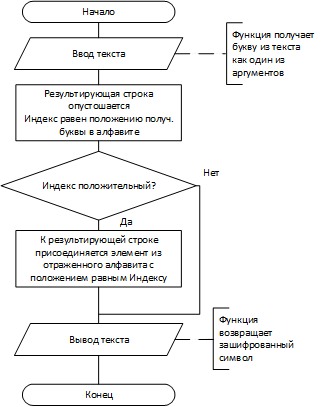 Начало
Ввод текста
Функция получает
букву из текста
как один из
аргументов
Результирующая строка
опустошается
Индекс равен положению получ.
буквы в алфавите
Индекс положительный?
Нет
Да
К результирующей строке
присоединяется элемент из
отраженного алфавита с
положением равным Индексу
Вывод текста
Функция
возвращает
зашифрованный
символ
Конец